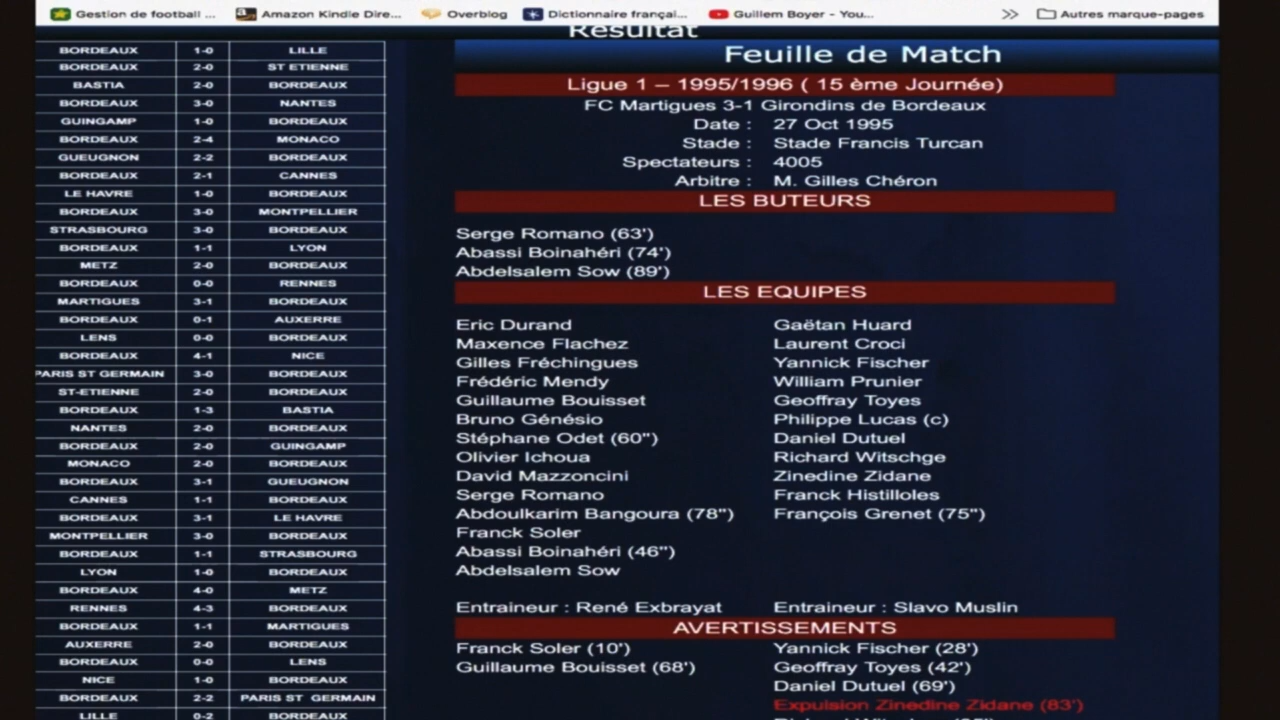 Gestion de football ... Amazon Kindle Dire... Overblog Dictionnaire françai... Guillem Boyer - You... Autres marque-pages
Résultat
BORDEAUX 1-0 LILLE
BORDEAUX 2-0 ST ETIENNE
BASTIA 2-0 BORDEAUX
BORDEAUX 3-0 NANTES
GUINGAMP 1-0 BORDEAUX
BORDEAUX 2-4 MONACO
GUEUGNON 2-2 BORDEAUX
BORDEAUX 2-1 CANNES
LE HAVRE 1-0 BORDEAUX
BORDEAUX 3-0 MONTPELLIER
STRASBOURG 3-0 BORDEAUX
BORDEAUX 1-1 LYON
METZ 2-0 BORDEAUX
BORDEAUX 0-0 RENNES
MARTIGUES 3-1 BORDEAUX
BORDEAUX 0-1 AUXERRE
LENS 0-0 BORDEAUX
BORDEAUX 4-1 NICE
PARIS ST GERMAIN 3-0 BORDEAUX
ST-ETIENNE 2-0 BORDEAUX
BORDEAUX 1-3 BASTIA
NANTES 2-0 BORDEAUX
BORDEAUX 2-0 GUINGAMP
MONACO 2-0 BORDEAUX
BORDEAUX 3-1 GUEUGNON
CANNES 1-1 BORDEAUX
BORDEAUX 3-1 LE HAVRE
MONTPELLIER 3-0 BORDEAUX
BORDEAUX 1-1 STRASBOURG
LYON 1-0 BORDEAUX
BORDEAUX 4-0 METZ
RENNES 4-3 BORDEAUX
BORDEAUX 1-1 MARTIGUES
AUXERRE 2-0 BORDEAUX
BORDEAUX 0-0 LENS
NICE 1-0 BORDEAUX
BORDEAUX 2-2 PARIS ST GERMAIN
LILLE 0-2 BORDEAUX
Feuille de Match
Ligue 1 – 1995/1996 ( 15 ème Journée)
FC Martigues 3-1 Girondins de Bordeaux
Date : 27 Oct 1995
Stade : Stade Francis Turcan
Spectateurs : 4005
Arbitre : M. Gilles Chéron
LES BUTEURS
Serge Romano (63')
Abassi Boinahéri (74')
Abdelsalem Sow (89')
LES EQUIPES
Eric Durand Gaëtan Huard
Maxence Flachez Laurent Croci
Gilles Fréchingues Yannick Fischer
Frédéric Mendy William Prunier
Guillaume Bouisset Geoffray Toyes
Bruno Génésio Philippe Lucas (c)
Stéphane Odet (60") Daniel Dutuel
Olivier Ichoua Richard Witschge
David Mazzoncini Zinedine Zidane
Serge Romano Franck Histilloles
Abdoulkarim Bangoura (78") François Grenet (75")
Franck Soler
Abassi Boinahéri (46")
Abdelsalem Sow
Entraineur : René Exbrayat Entraineur : Slavo Muslin
AVERTISSEMENTS
Franck Soler (10') Yannick Fischer (28')
Guillaume Bouisset (68') Geoffray Toyes (42')
Daniel Dutuel (69')
Expulsion Zinedine Zidane (83')